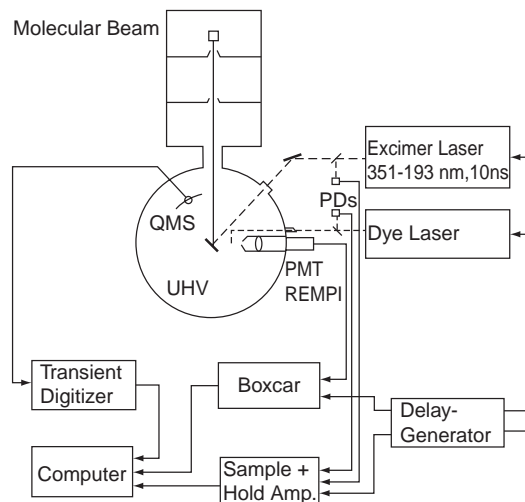 Molecular Beam
Excimer Laser
351-193 nm,10ns
PDs
QMS
Dye Laser
PMT
REMPI
UHV
Transient
Digitizer
Boxcar
Delay-
Generator
Computer
Sample +
Hold Amp.